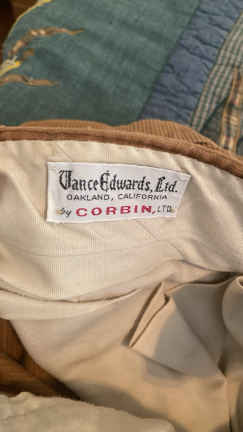 Vance Edwards, Ltd.
OAKLAND, CALIFORNIA
by CORBIN, LTD.